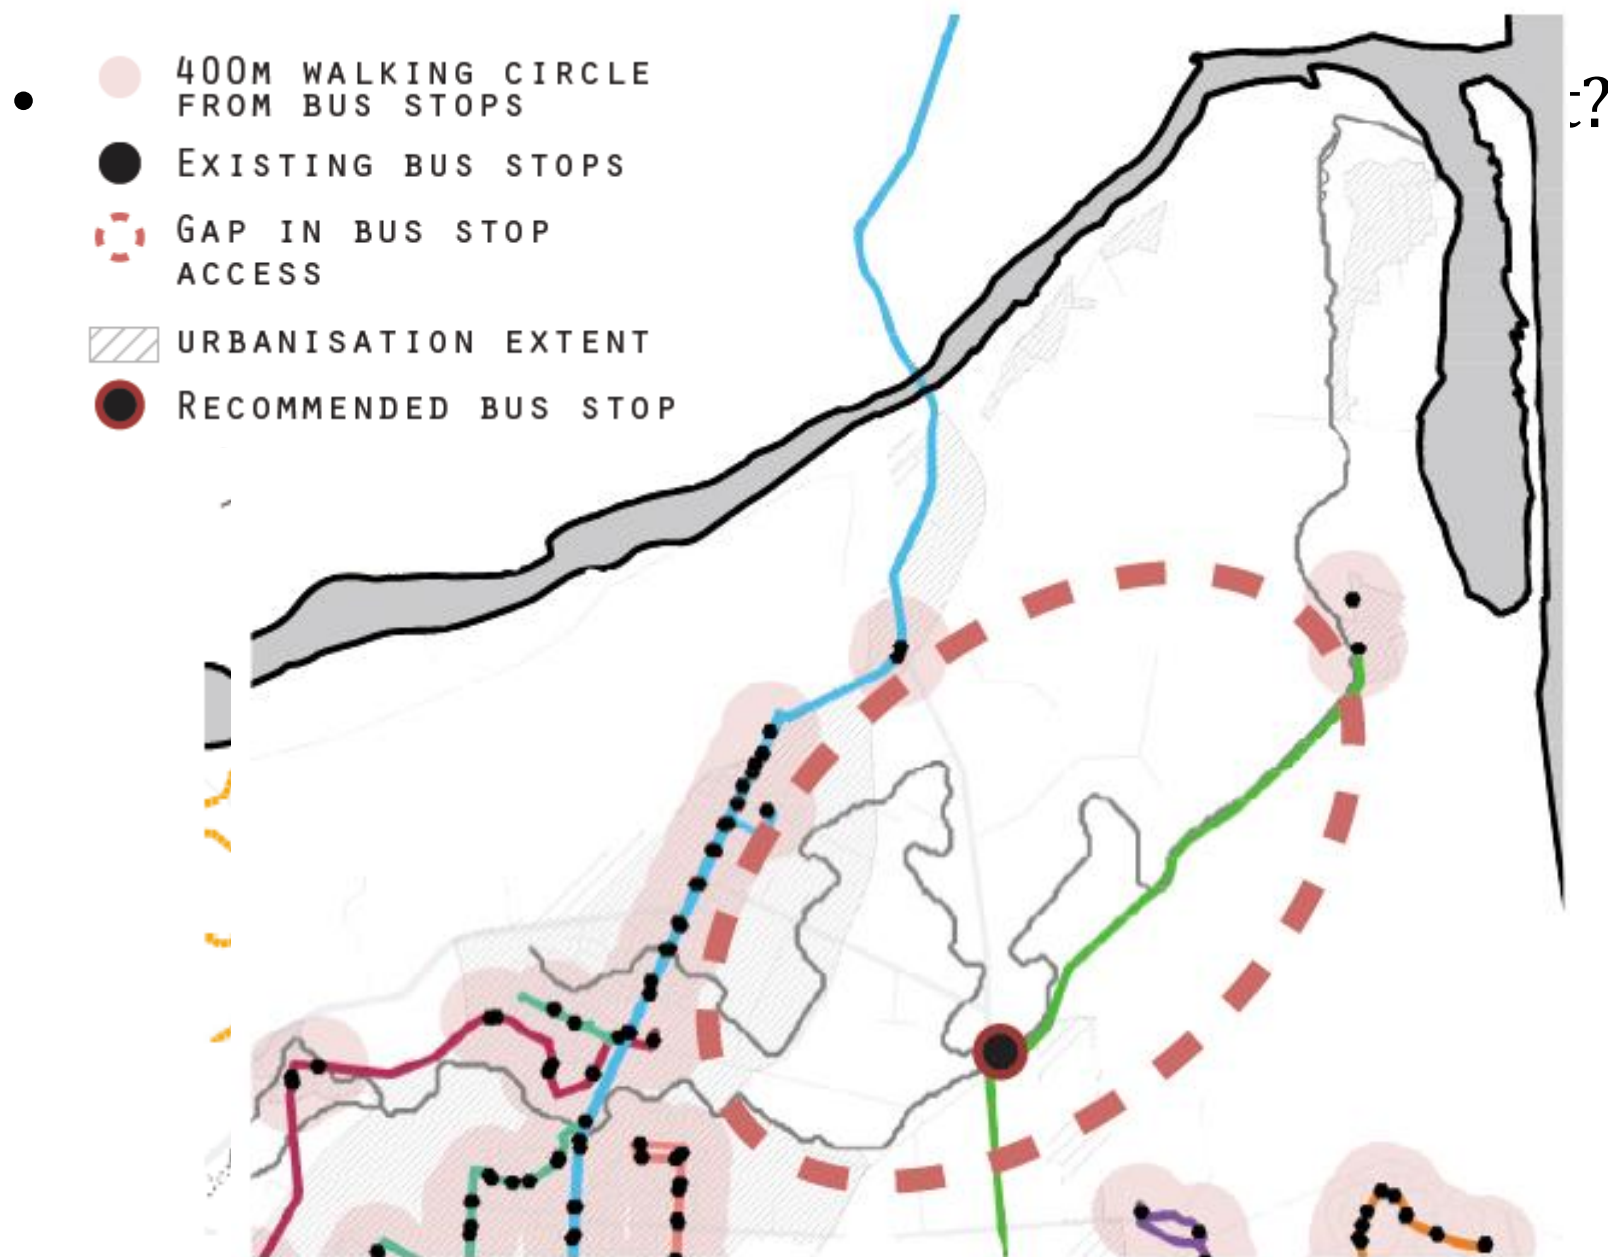 400m walking circle
from bus stops
•
Existing bus stops
Gap in bus stop
access
urbanisation extent
Recommended bus stop
?